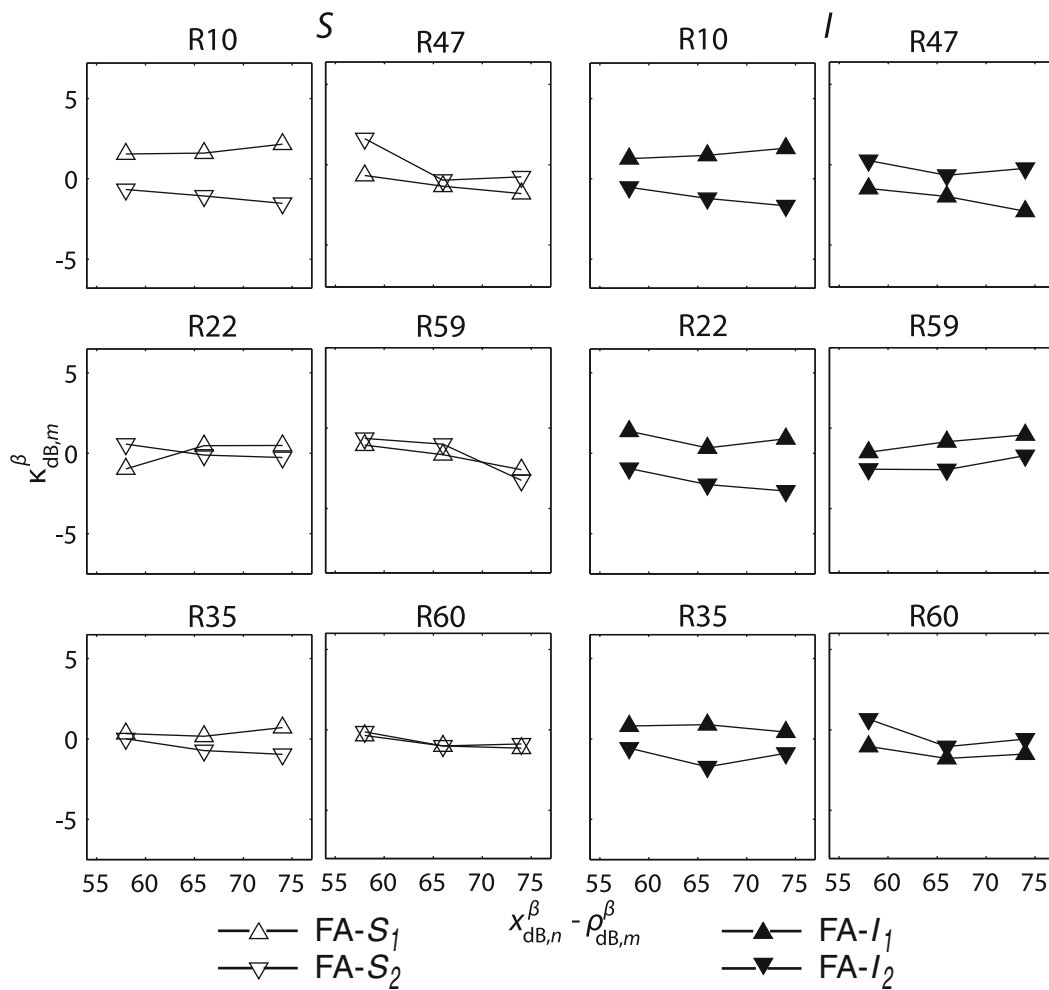 S I
R10 R47 R10 R47
5
0
-5
R22 R59 R22 R59
5
0
-5
κ^β_dB,m
R35 R60 R35 R60
5
0
-5
55 60 65 70 75 55 60 65 70 75 55 60 65 70 75 55 60 65 70 75
x^β_dB,n - ρ^β_dB,m
FA-S₁ FA-I₁
FA-S₂ FA-I₂